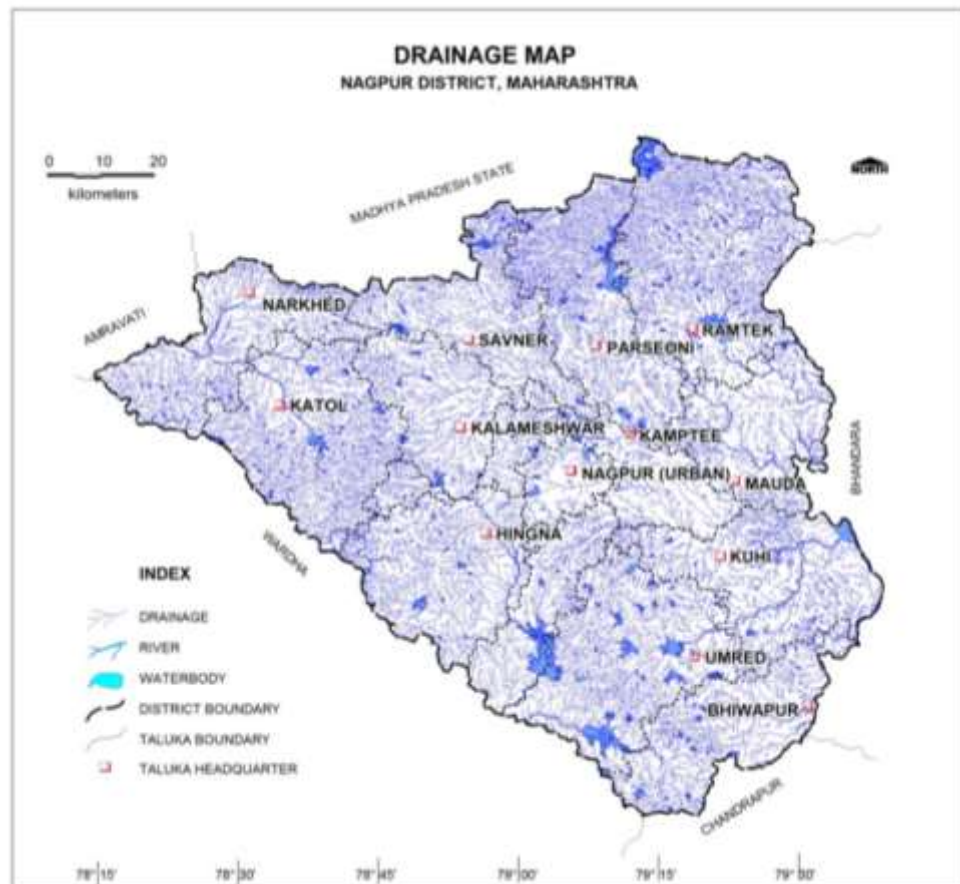 DRAINAGE MAP
NAGPUR DISTRICT, MAHARASHTRA
0 10 20
kilometers
MADHYA PRADESH STATE
NORTH
NARKHED
AMRAVATI
SAVNER
PARSEONI
RAMTEK
KATOL
KALAMESHWAR
KAMPTEE
NAGPUR (URBAN)
MAUDA
BHANDARA
HINGNA
KUHI
WARDHA
UMRED
BHIWAPUR
CHANDRAPUR
INDEX
DRAINAGE
RIVER
WATERBODY
DISTRICT BOUNDARY
TALUKA BOUNDARY
TALUKA HEADQUARTER
78° 15' 78° 30' 78° 45' 79° 00' 79° 15' 79° 30'